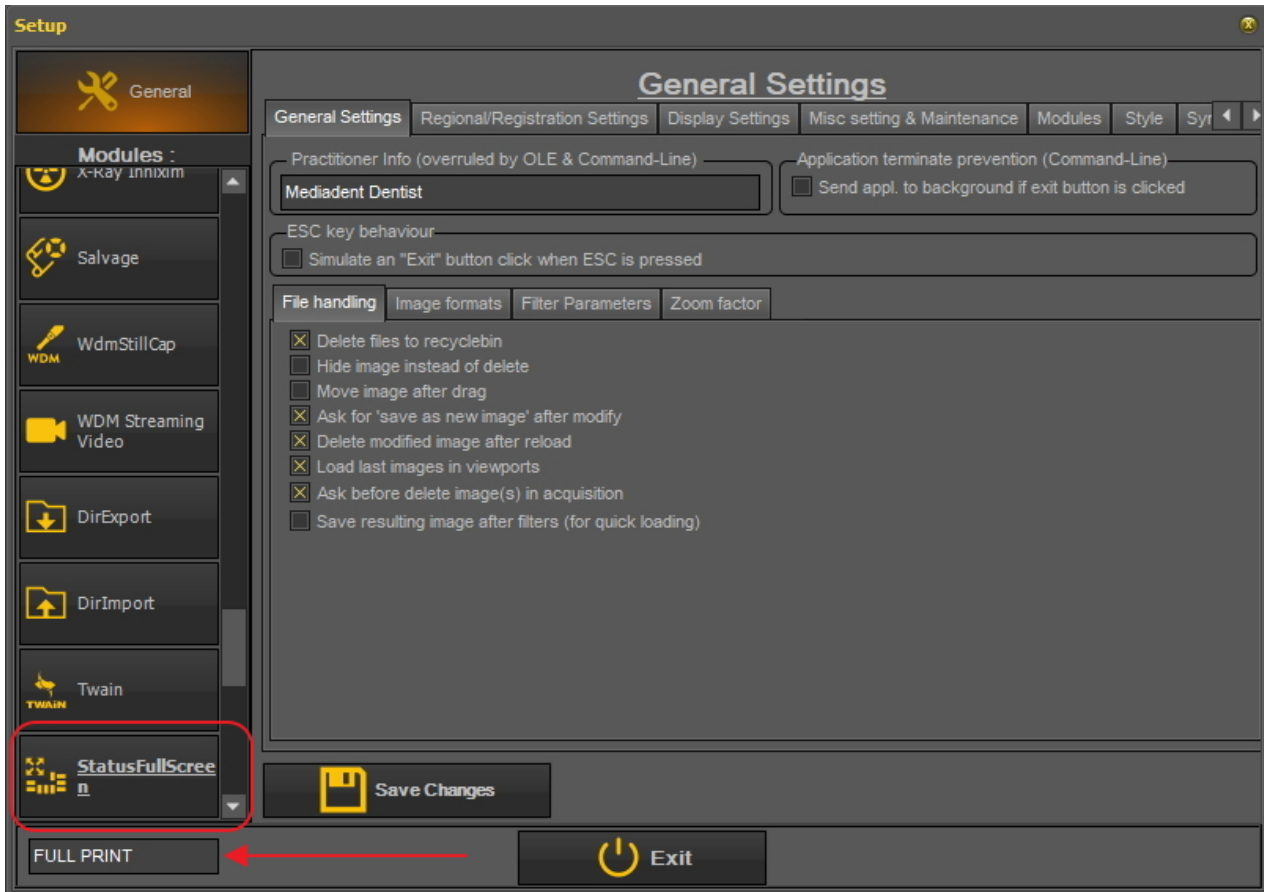 Setup
General
Modules :
X-Ray Innixim
Salvage
WDM
WdmStillCap
WDM Streaming
Video
DirExport
DirImport
TWAIN
Twain
StatusFullScree
n
FULL PRINT
General Settings
General Settings
Regional/Registration Settings
Display Settings
Misc setting & Maintenance
Modules
Style
Syr
Practitioner Info (overruled by OLE & Command-Line)
Mediadent Dentist
Application terminate prevention (Command-Line)
Send appl. to background if exit button is clicked
ESC key behaviour
Simulate an "Exit" button click when ESC is pressed
File handling
Image formats
Filter Parameters
Zoom factor
Delete files to recyclebin
Hide image instead of delete
Move image after drag
Ask for 'save as new image' after modify
Delete modified image after reload
Load last images in viewports
Ask before delete image(s) in acquisition
Save resulting image after filters (for quick loading)
Save Changes
Exit